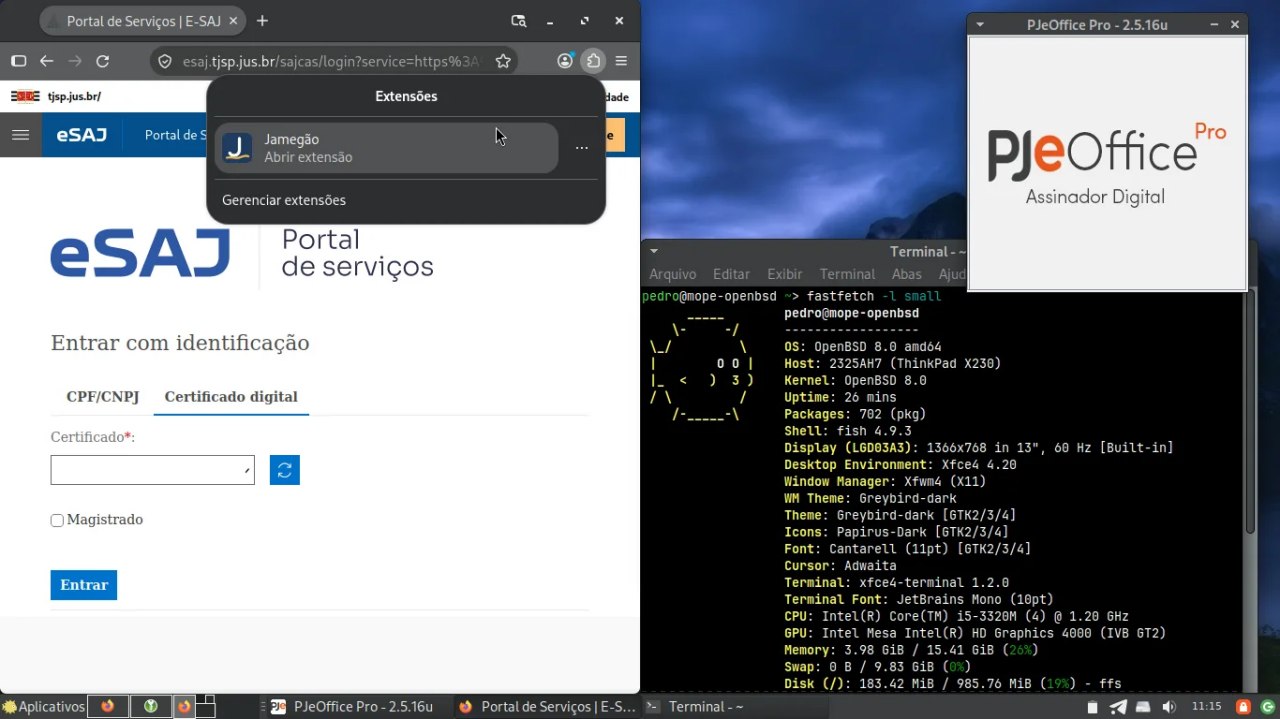 Portal de Serviços | E-SAJ
esaj.tjsp.jus.br/sajcas/login?service=https%3A
tjsp.jus.br/
dade
eSAJ
Portal de S
e
Extensões
Jamegão
Abrir extensão
Gerenciar extensões
eSAJ
Portal
de serviços
Entrar com identificação
CPF/CNPJ
Certificado digital
Certificado*:
Magistrado
Entrar
PJeOffice Pro - 2.5.16u
PJeOffice Pro
Assinador Digital
Terminal - ~
Arquivo Editar Exibir Terminal Abas Ajud
pedro@mope-openbsd ~> fastfetch -l small
pedro@mope-openbsd
------------------
OS: OpenBSD 8.0 amd64
Host: 2325AH7 (ThinkPad X230)
Kernel: OpenBSD 8.0
Uptime: 26 mins
Packages: 702 (pkg)
Shell: fish 4.9.3
Display (LGD03A3): 1366x768 in 13", 60 Hz [Built-in]
Desktop Environment: Xfce4 4.20
Window Manager: Xfwm4 (X11)
WM Theme: Greybird-dark
Theme: Greybird-dark [GTK2/3/4]
Icons: Papirus-Dark [GTK2/3/4]
Font: Cantarell (11pt) [GTK2/3/4]
Cursor: Adwaita
Terminal: xfce4-terminal 1.2.0
Terminal Font: JetBrains Mono (10pt)
CPU: Intel(R) Core(TM) i5-3320M (4) @ 1.20 GHz
GPU: Intel Mesa Intel(R) HD Graphics 4000 (IVB GT2)
Memory: 3.98 GiB / 15.41 GiB (26%)
Swap: 0 B / 9.83 GiB (0%)
Disk (/): 183.42 MiB / 985.76 MiB (19%) - ffs
Aplicativos
PJeOffice Pro - 2.5.16u
Portal de Serviços | E-S...
Terminal - ~
11:15